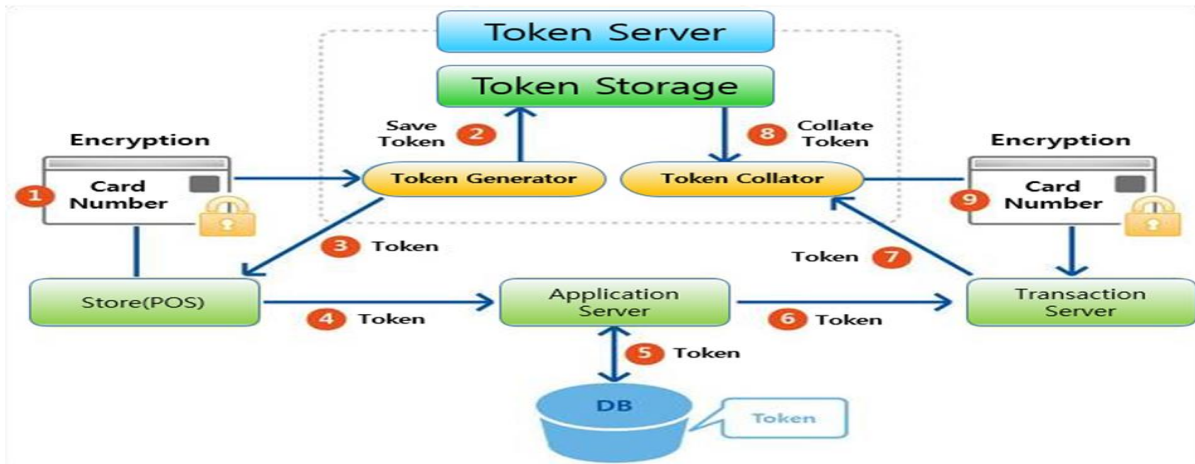 Token Server
Token Storage
Save
Token
2
8
Collate
Token
Encryption
Encryption
1
Card
Number
Token Generator
Token Collator
9
Card
Number
3
Token
Token
7
Store(POS)
Application
Server
Transaction
Server
4
Token
6
Token
5
Token
DB
Token